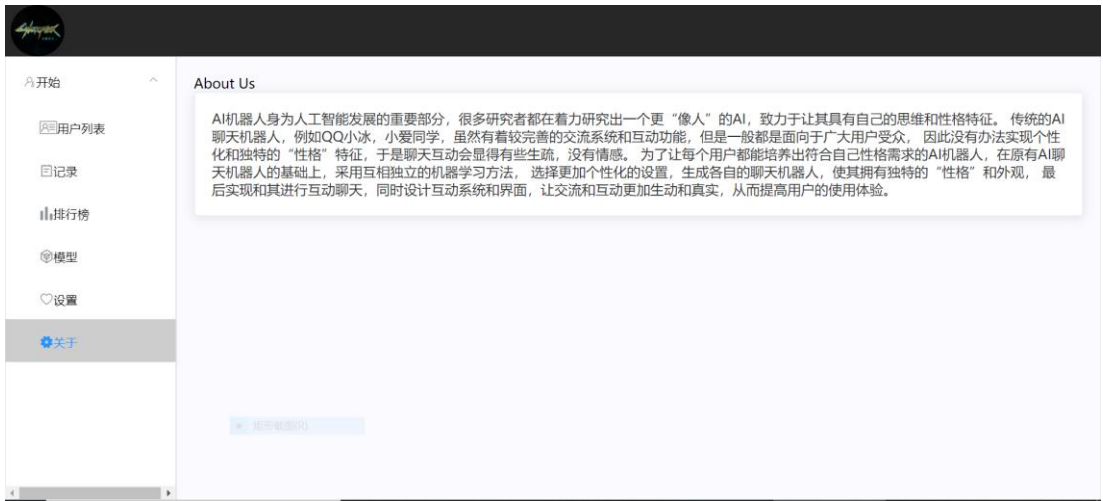 开始
用户列表
记录
排行榜
模型
设置
关于
About Us
AI机器人身为人工智能发展的重要部分，很多研究者都在着力研究出一个更“像人”的AI，致力于让其具有自己的思维和性格特征。 传统的AI
聊天机器人，例如QQ小冰，小爱同学，虽然有着较完善的交流系统和互动功能，但是一般都是面向于广大用户受众， 因此没有办法实现个性
化和独特的“性格”特征，于是聊天互动会显得有些生疏，没有情感。 为了让每个用户都能培养出符合自己性格需求的AI机器人，在原有AI聊
天机器人的基础上，采用互相独立的机器学习方法， 选择更加个性化的设置，生成各自的聊天机器人，使其拥有独特的“性格”和外观， 最
后实现和其进行互动聊天，同时设计互动系统和界面，让交流和互动更加生动和真实，从而提高用户的使用体验。
矩形截图(R)